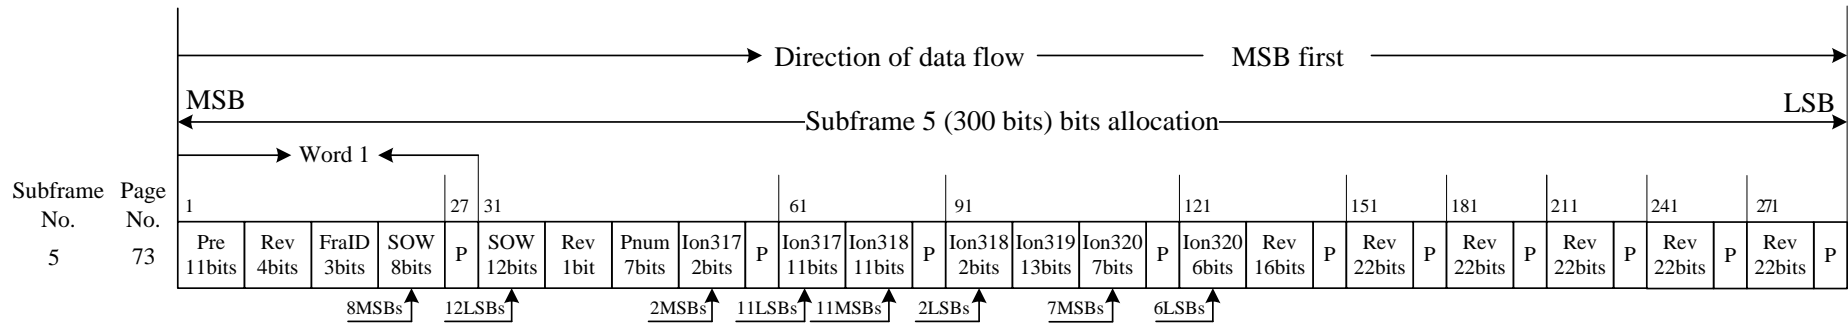 Direction of data flow MSB first
MSB LSB
Subframe 5 (300 bits) bits allocation
Word 1
Subframe Page
No. No.
1 27 31 61 91 121 151 181 211 241 271
5 73
Pre Rev FraID SOW P SOW Rev Pnum Ion317 P Ion317 Ion318 P Ion318 Ion319 Ion320 P Ion320 Rev P Rev P Rev P Rev P Rev P Rev P
11bits 4bits 3bits 8bits 12bits 1bit 7bits 2bits 11bits 11bits 2bits 13bits 7bits 6bits 16bits 22bits 22bits 22bits 22bits 22bits
8MSBs 12LSBs 2MSBs 11LSBs 11MSBs 2LSBs 7MSBs 6LSBs